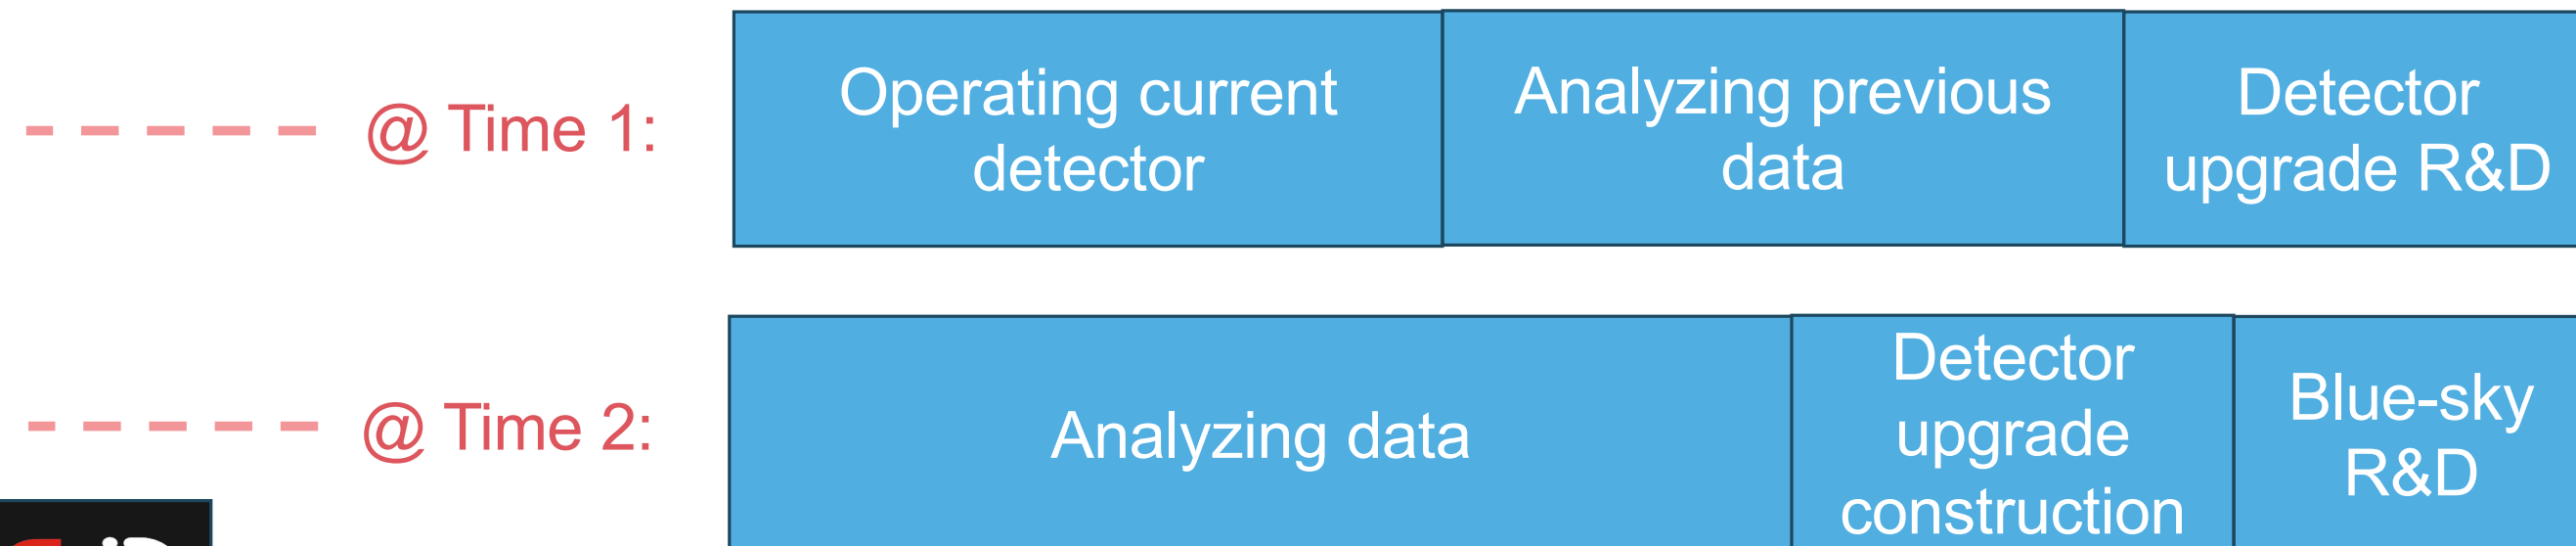 @ Time 1:
Operating current
detector
Analyzing previous
data
Detector
upgrade R&D
@ Time 2:
Analyzing data
Detector
upgrade
construction
Blue-sky
R&D